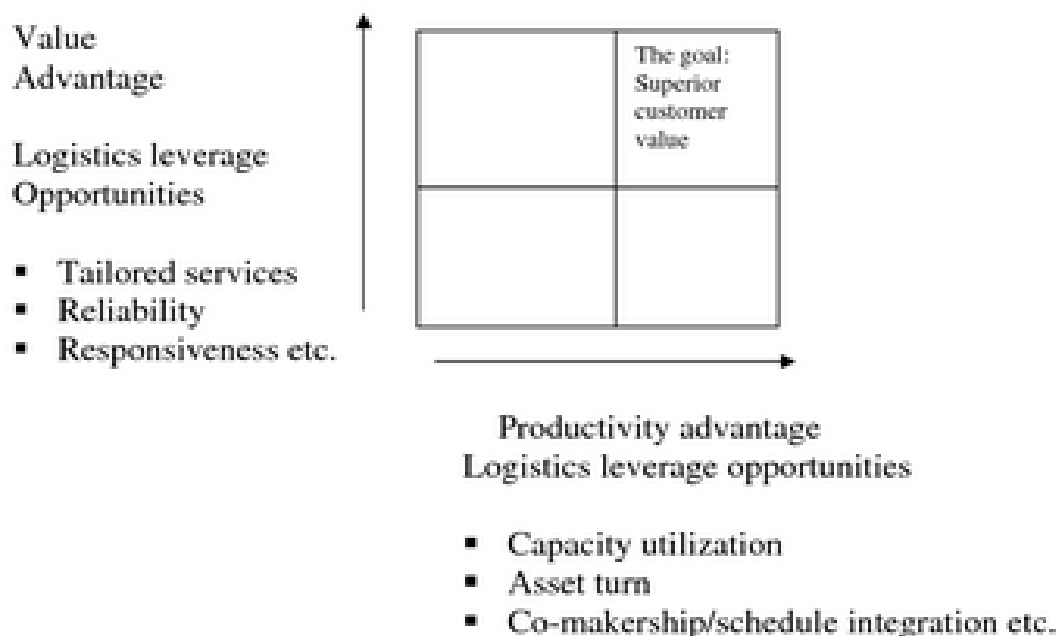 Value
Advantage
Logistics leverage
Opportunities
▪ Tailored services
▪ Reliability
▪ Responsiveness etc.
The goal:
Superior
customer
value
Productivity advantage
Logistics leverage opportunities
▪ Capacity utilization
▪ Asset turn
▪ Co-makership/schedule integration etc.